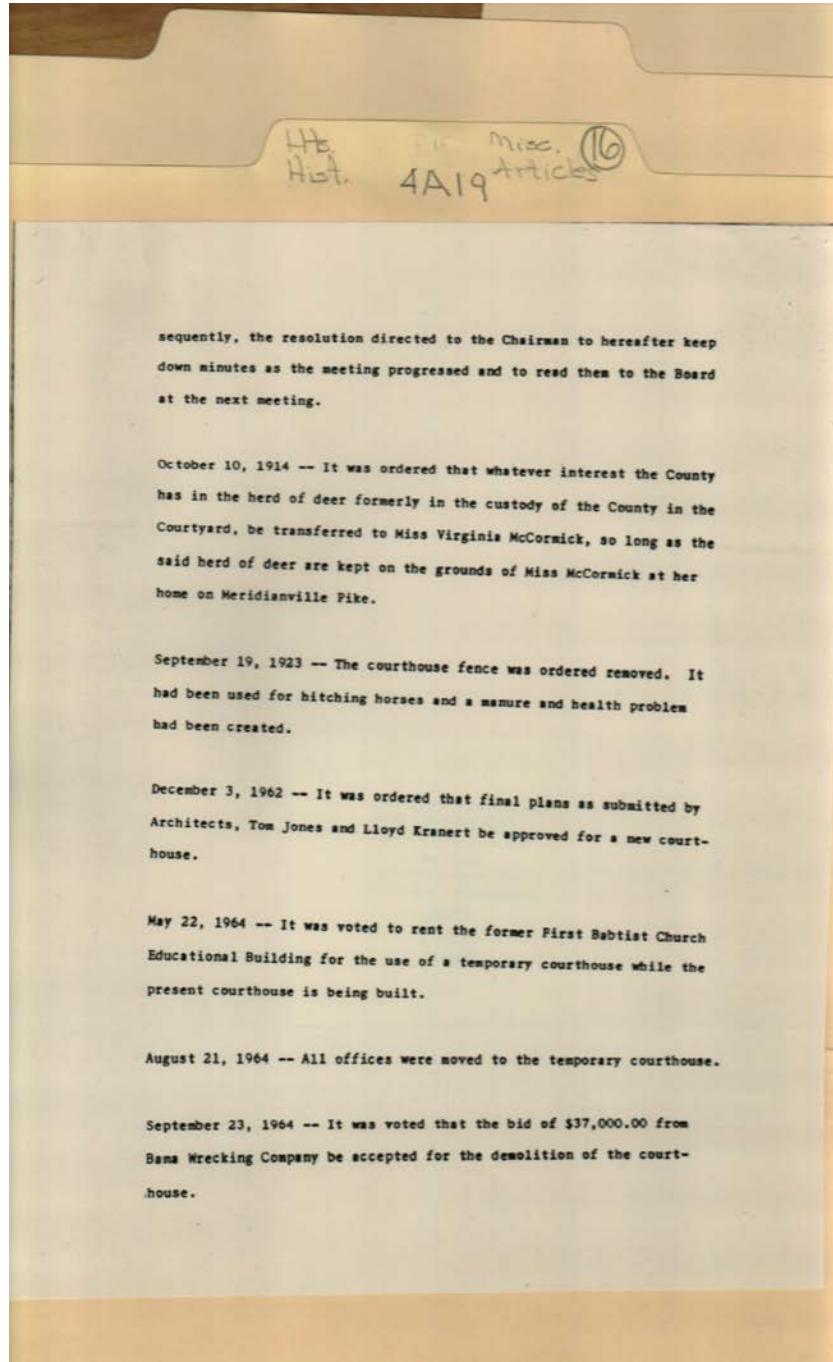 Hts. Misc. 16
Hist. 4A19 Articles
sequently, the resolution directed to the Chairman to hereafter keep
down minutes as the meeting progressed and to read them to the Board
at the next meeting.
October 10, 1914 -- It was ordered that whatever interest the County
has in the herd of deer formerly in the custody of the County in the
Courtyard, be transferred to Miss Virginia McCormick, so long as the
said herd of deer are kept on the grounds of Miss McCormick at her
home on Meridianville Pike.
September 19, 1923 -- The courthouse fence was ordered removed. It
had been used for hitching horses and a manure and health problem
had been created.
December 3, 1962 -- It was ordered that final plans as submitted by
Architects, Tom Jones and Lloyd Kranert be approved for a new court-
house.
May 22, 1964 -- It was voted to rent the former First Babtist Church
Educational Building for the use of a temporary courthouse while the
present courthouse is being built.
August 21, 1964 -- All offices were moved to the temporary courthouse.
September 23, 1964 -- It was voted that the bid of $37,000.00 from
Bama Wrecking Company be accepted for the demolition of the court-
house.